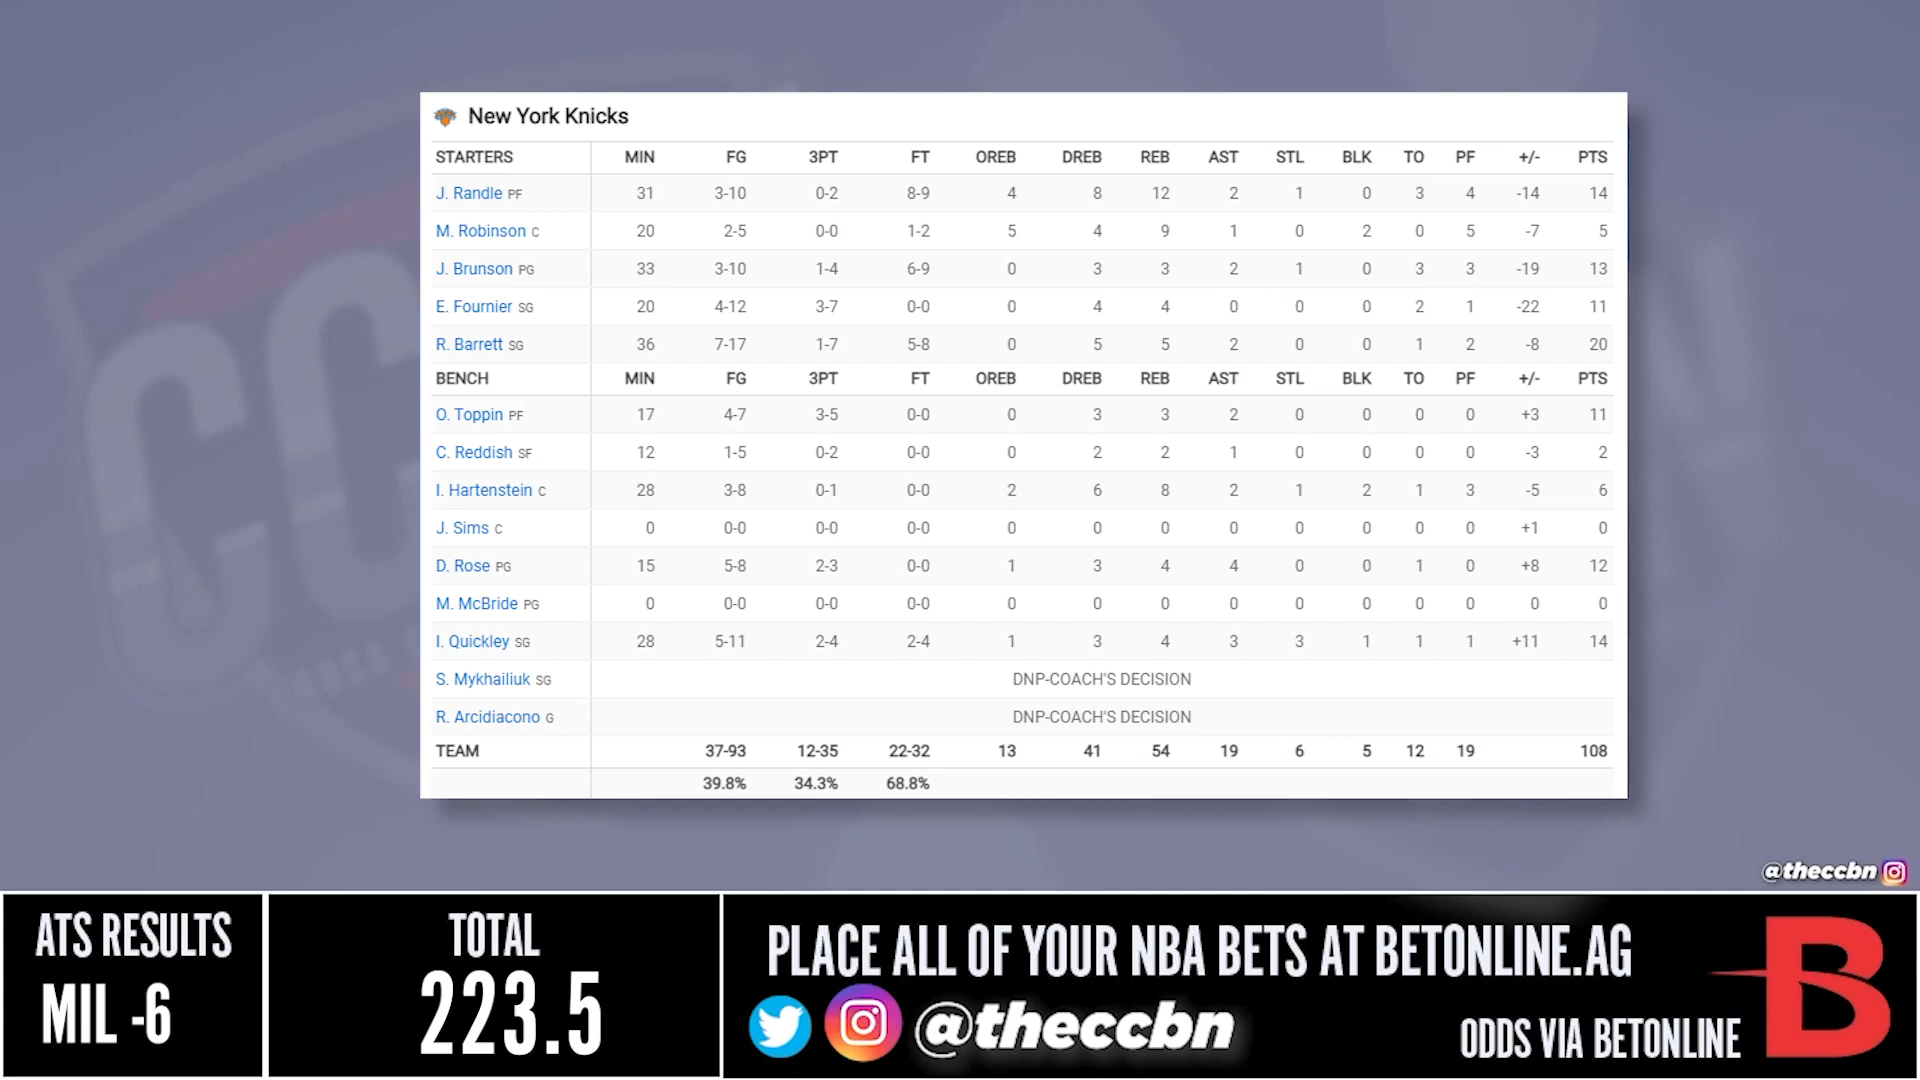 New York Knicks
STARTERS MIN FG 3PT FT OREB DREB REB AST STL BLK TO PF +/- PTS
J. Randle PF 31 3-10 0-2 8-9 4 8 12 2 1 0 3 4 -14 14
M. Robinson C 20 2-5 0-0 1-2 5 4 9 1 0 2 0 5 -7 5
J. Brunson PG 33 3-10 1-4 6-9 0 3 3 2 1 0 3 3 -19 13
E. Fournier SG 20 4-12 3-7 0-0 0 4 4 0 0 0 2 1 -22 11
R. Barrett SG 36 7-17 1-7 5-8 0 5 5 2 0 0 1 2 -8 20
BENCH MIN FG 3PT FT OREB DREB REB AST STL BLK TO PF +/- PTS
O. Toppin PF 17 4-7 3-5 0-0 0 3 3 2 0 0 0 0 +3 11
C. Reddish SF 12 1-5 0-2 0-0 0 2 2 1 0 0 0 0 -3 2
I. Hartenstein C 28 3-8 0-1 0-0 2 6 8 2 1 2 1 3 -5 6
J. Sims C 0 0-0 0-0 0-0 0 0 0 0 0 0 0 0 +1 0
D. Rose PG 15 5-8 2-3 0-0 1 3 4 4 0 0 1 0 +8 12
M. McBride PG 0 0-0 0-0 0-0 0 0 0 0 0 0 0 0 0 0
I. Quickley SG 28 5-11 2-4 2-4 1 3 4 3 3 1 1 1 +11 14
S. Mykhailiuk SG DNP-COACH'S DECISION
R. Arcidiacono G DNP-COACH'S DECISION
TEAM 37-93 12-35 22-32 13 41 54 19 6 5 12 19 108
39.8% 34.3% 68.8%
@theccbn
ATS RESULTS
MIL -6
TOTAL
223.5
PLACE ALL OF YOUR NBA BETS AT BETONLINE.AG
@theccbn
ODDS VIA BETONLINE
B